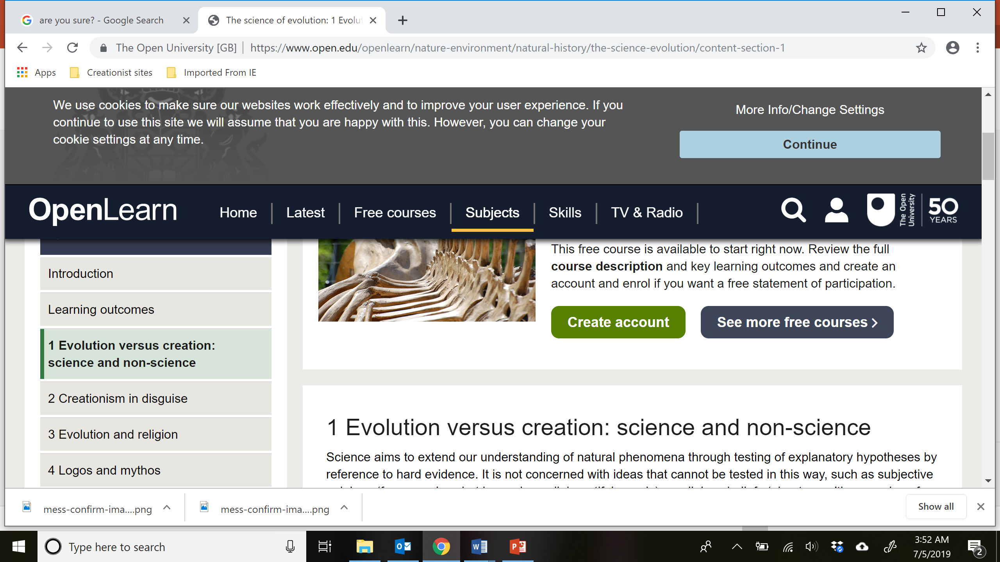 are you sure? - Google Search
The science of evolution: 1 Evolut
The Open University [GB]
https://www.open.edu/openlearn/nature-environment/natural-history/the-science-evolution/content-section-1
Apps
Creationist sites
Imported From IE
We use cookies to make sure our websites work effectively and to improve your user experience. If you
continue to use this site we will assume that you are happy with this. However, you can change your
cookie settings at any time.
More Info/Change Settings
Continue
OpenLearn
Home
Latest
Free courses
Subjects
Skills
TV & Radio
The Open
University
50
YEARS
Introduction
Learning outcomes
1 Evolution versus creation:
science and non-science
2 Creationism in disguise
3 Evolution and religion
4 Logos and mythos
This free course is available to start right now. Review the full
course description and key learning outcomes and create an
account and enrol if you want a free statement of participation.
Create account
See more free courses
1 Evolution versus creation: science and non-science
Science aims to extend our understanding of natural phenomena through testing of explanatory hypotheses by
reference to hard evidence. It is not concerned with ideas that cannot be tested in this way, such as subjective
mess-confirm-ima....png
mess-confirm-ima....png
Show all
Type here to search
3:52 AM
7/5/2019
2